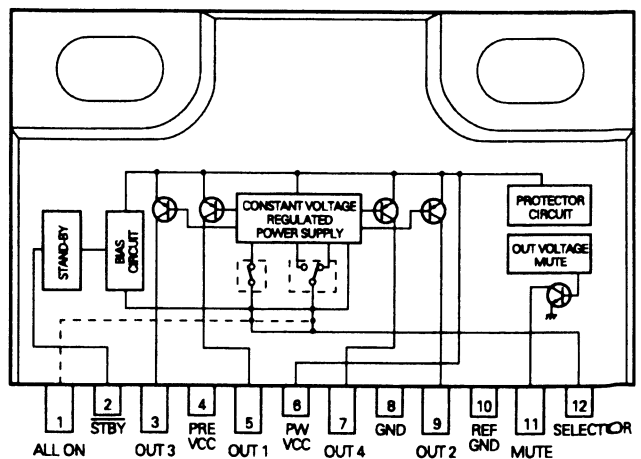 CONSTANT VOLTAGE
REGULATED
POWER SUPPLY
PROTECTOR
CIRCUIT
STAND-BY
BIAS
CIRCUIT
OUT VOLTAGE
MUTE
1
2
3
4
5
6
7
8
9
10
11
12
ALL ON
STBY
OUT 3
PRE
VCC
OUT 1
PW
VCC
OUT 4
GND
OUT 2
REF
GND
MUTE
SELECTOR